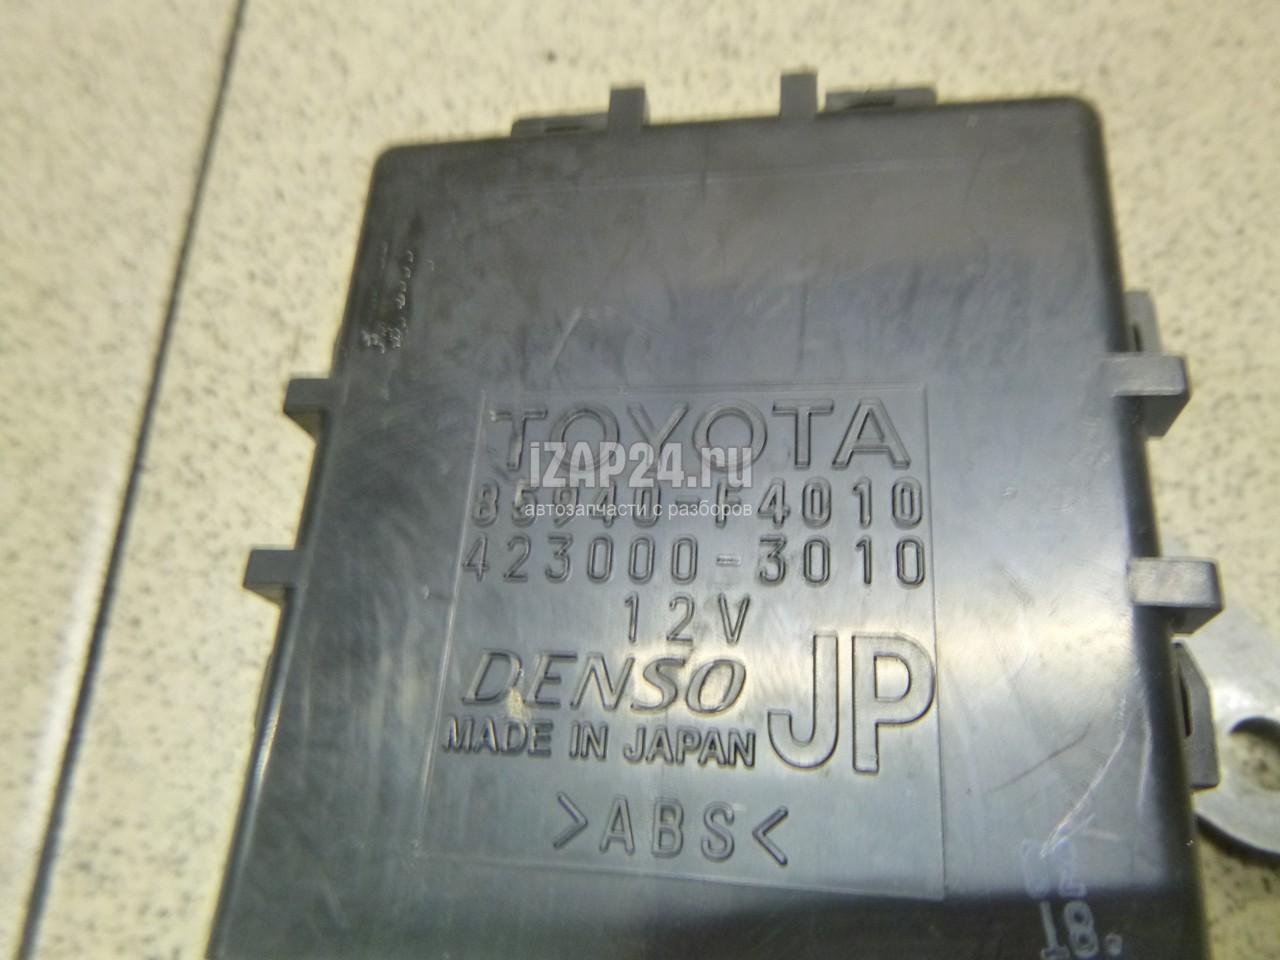 TOYOTA
iZAP24.ru
85940-F4010
автозапчасти с разборов
423000-3010
12V
DENSO
JP
MADE IN JAPAN
>ABS<